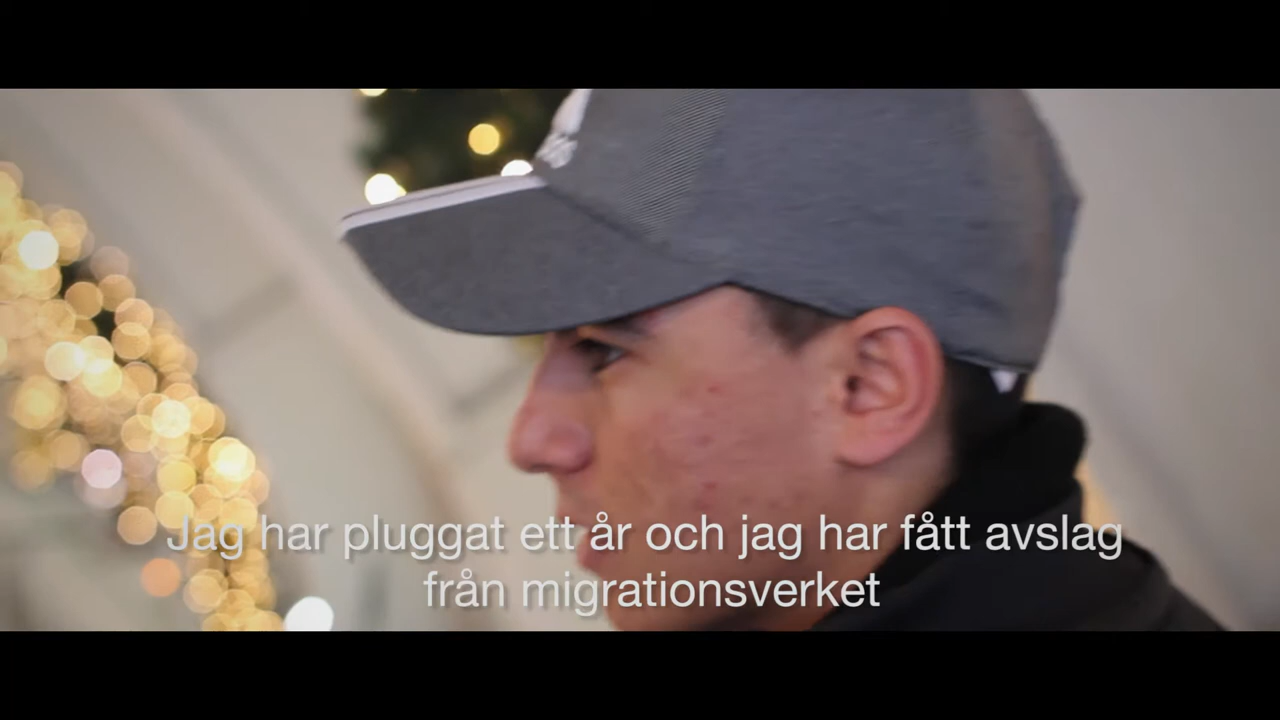 Jag har pluggat ett år och jag har fått avslag
från migrationsverket